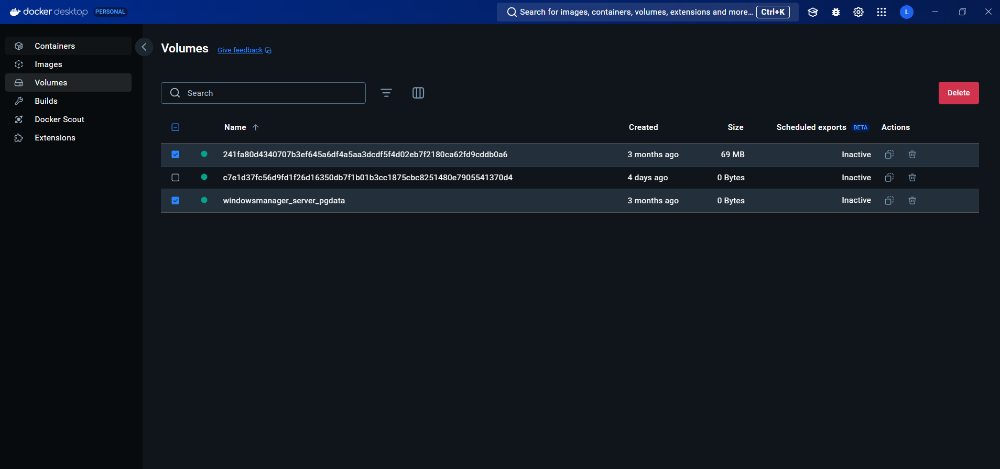 docker desktop PERSONAL
Search for images, containers, volumes, extensions and more... Ctrl+K
L
Containers
Images
Volumes
Builds
Docker Scout
Extensions
Volumes Give feedback
Search
Delete
Name Created Size Scheduled exports BETA Actions
241fa80d4340707b3ef645a6df4a5aa3dcdf5f4d02eb7f2180ca62fd9cddb0a6 3 months ago 69 MB Inactive
c7e1d37fc56d9fd1f26d16350db7f1b01b3cc1875cbc8251480e7905541370d4 4 days ago 0 Bytes Inactive
windowsmanager_server_pgdata 3 months ago 0 Bytes Inactive